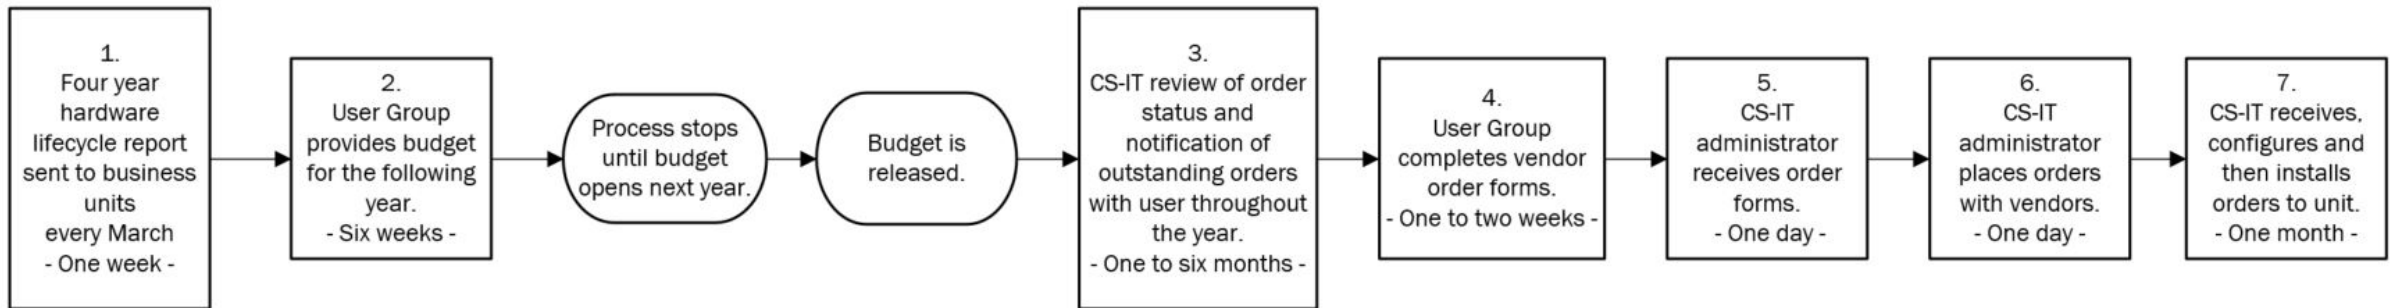 1.
Four year
hardware
lifecycle report
sent to business
units
every March
- One week -
2.
User Group
provides budget
for the following
year.
- Six weeks -
Process stops
until budget
opens next year.
Budget is
released.
3.
CS-IT review of order
status and
notification of
outstanding orders
with user throughout
the year.
- One to six months -
4.
User Group
completes vendor
order forms.
- One to two weeks -
5.
CS-IT
administrator
receives order
forms.
- One day -
6.
CS-IT
administrator
places orders
with vendors.
- One day -
7.
CS-IT receives,
configures and
then installs
orders to unit.
- One month -